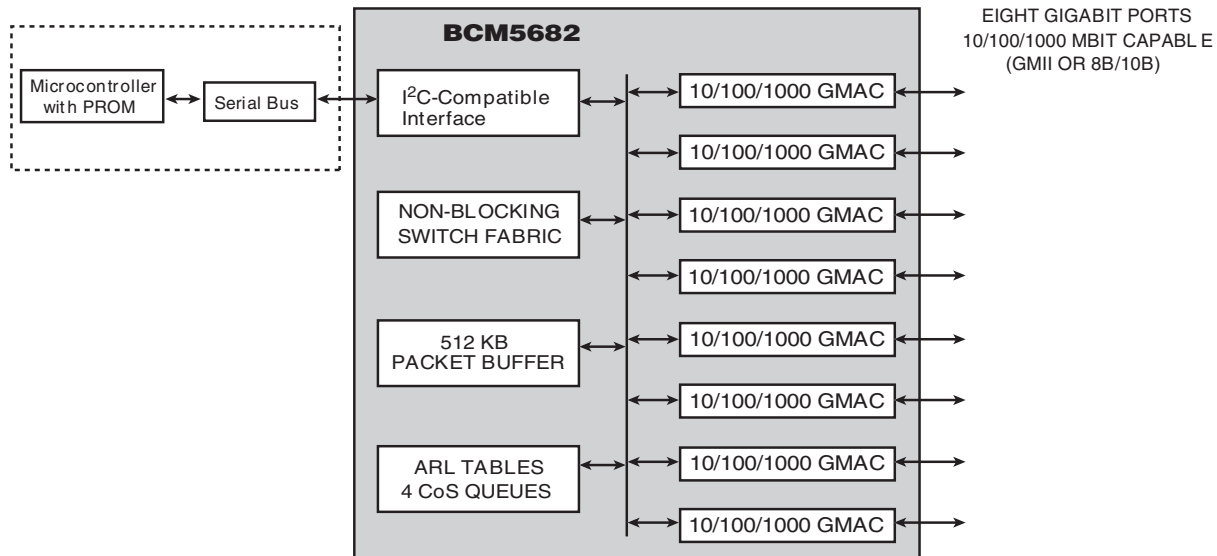 BCM5682
EIGHT GIGABIT PORTS
10/100/1000 MBIT CAPABLE
(GMII OR 8B/10B)
Microcontroller
with PROM
Serial Bus
I²C-Compatible
Interface
NON-BLOCKING
SWITCH FABRIC
512 KB
PACKET BUFFER
ARL TABLES
4 CoS QUEUES
10/100/1000 GMAC
10/100/1000 GMAC
10/100/1000 GMAC
10/100/1000 GMAC
10/100/1000 GMAC
10/100/1000 GMAC
10/100/1000 GMAC
10/100/1000 GMAC